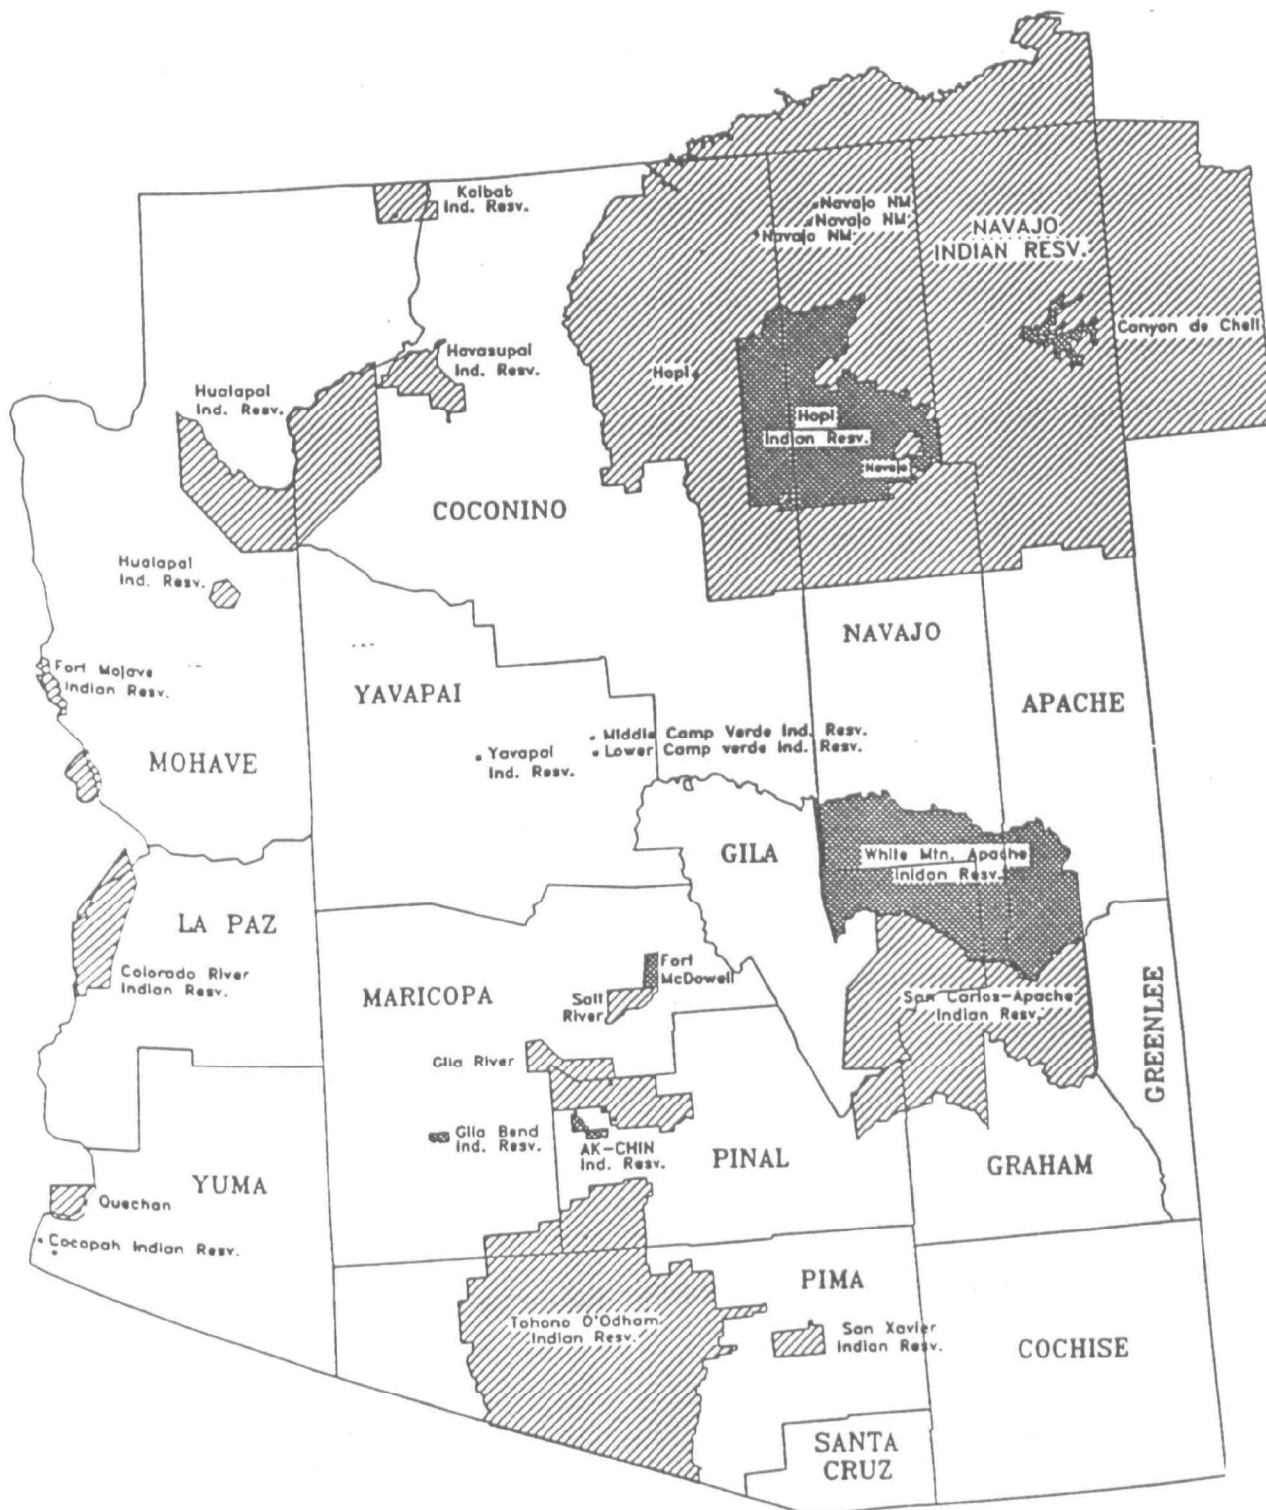 Kaibab
Ind. Resv.
Navajo NM
Navajo NM
Navajo NM
NAVAJO
INDIAN RESV.
Canyon de Chell
Havasupai
Ind. Resv.
Hopi
Hualapai
Ind. Resv.
Hopi
Indian Resv.
Navajo
COCONINO
Hualapai
Ind. Resv.
NAVAJO
Fort Mojave
Indian Resv.
YAVAPAI
APACHE
Middle Camp Verde Ind. Resv.
Lower Camp verde Ind. Resv.
Yavapai
Ind. Resv.
MOHAVE
GILA
White Mtn. Apache
Inidan Resv.
LA PAZ
Colorado River
Indian Resv.
Fort
McDowell
MARICOPA
Salt
River
San Carlos-Apache
Indian Resv.
GREENLEE
Gila River
Gila Bend
Ind. Resv.
AK-CHIN
Ind. Resv.
PINAL
GRAHAM
YUMA
Quechan
Cocopah Indian Resv.
PIMA
Tohono O'Odham
Indian Resv.
San Xavier
Indian Resv.
COCHISE
SANTA
CRUZ